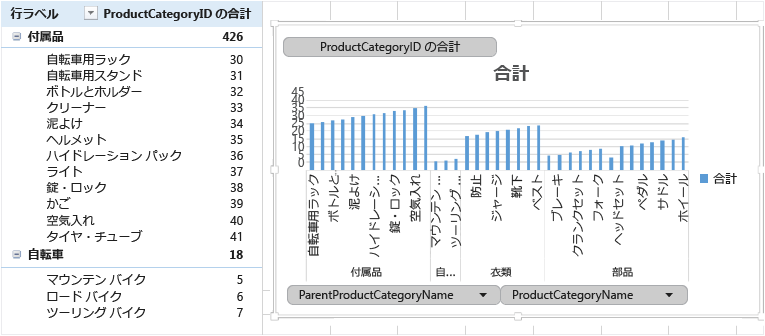 行ラベル ProductCategoryID の合計
付属品 426
自転車用ラック 30
自転車用スタンド 31
ボトルとホルダー 32
クリーナー 33
泥よけ 34
ヘルメット 35
ハイドレーション パック 36
ライト 37
錠・ロック 38
かご 39
空気入れ 40
タイヤ・チューブ 41
自転車 18
マウンテン バイク 5
ロード バイク 6
ツーリング バイク 7
ProductCategoryID の合計
合計
45
40
35
30
25
20
15
10
5
0
自転車用ラック
ボトルと...
泥よけ
ハイドレーシ...
錠・ロック
空気入れ
マウンテン...
ツーリング...
防止
ジャージ
靴下
ベスト
ブレーキ
クランクセット
フォーク
ヘッドセット
ペダル
サドル
ホイール
付属品 自... 衣類 部品
合計
ParentProductCategoryName ProductCategoryName